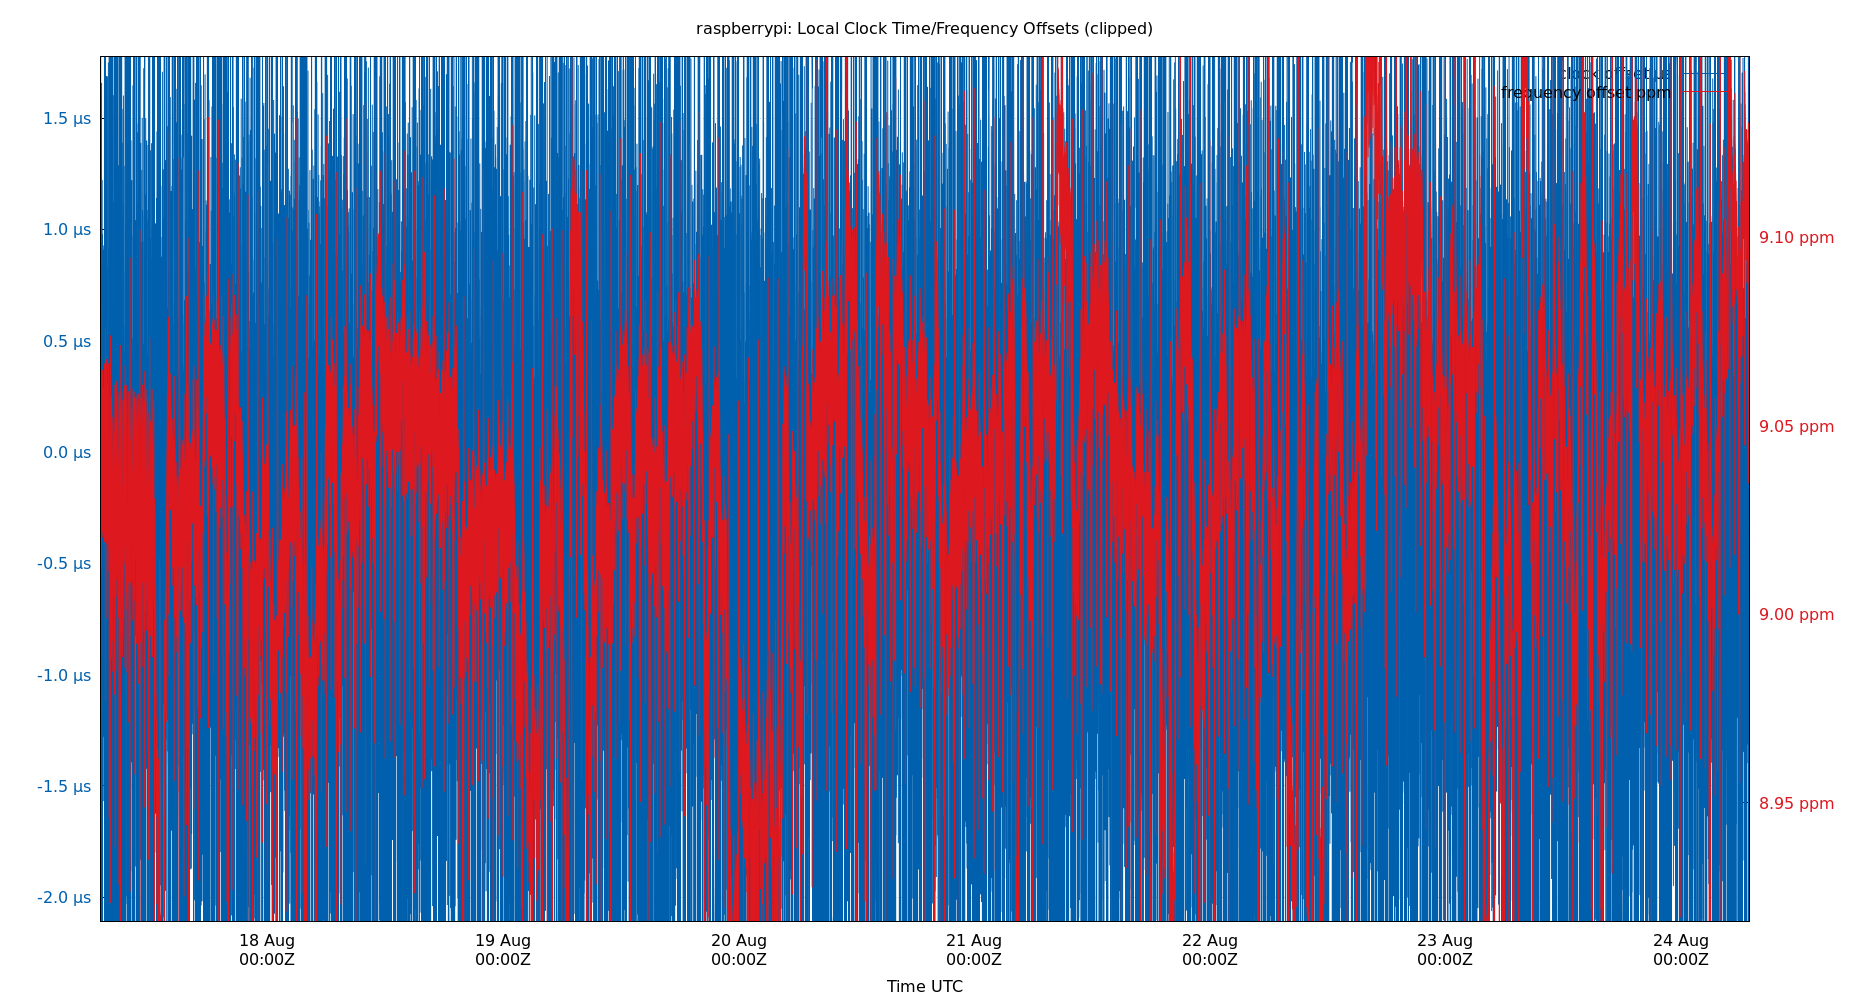 raspberrypi: Local Clock Time/Frequency Offsets (clipped)
clock offset µs
frequency offset ppm
1.5 µs
1.0 µs
0.5 µs
0.0 µs
-0.5 µs
-1.0 µs
-1.5 µs
-2.0 µs
9.10 ppm
9.05 ppm
9.00 ppm
8.95 ppm
18 Aug
00:00Z
19 Aug
00:00Z
20 Aug
00:00Z
21 Aug
00:00Z
22 Aug
00:00Z
23 Aug
00:00Z
24 Aug
00:00Z
Time UTC